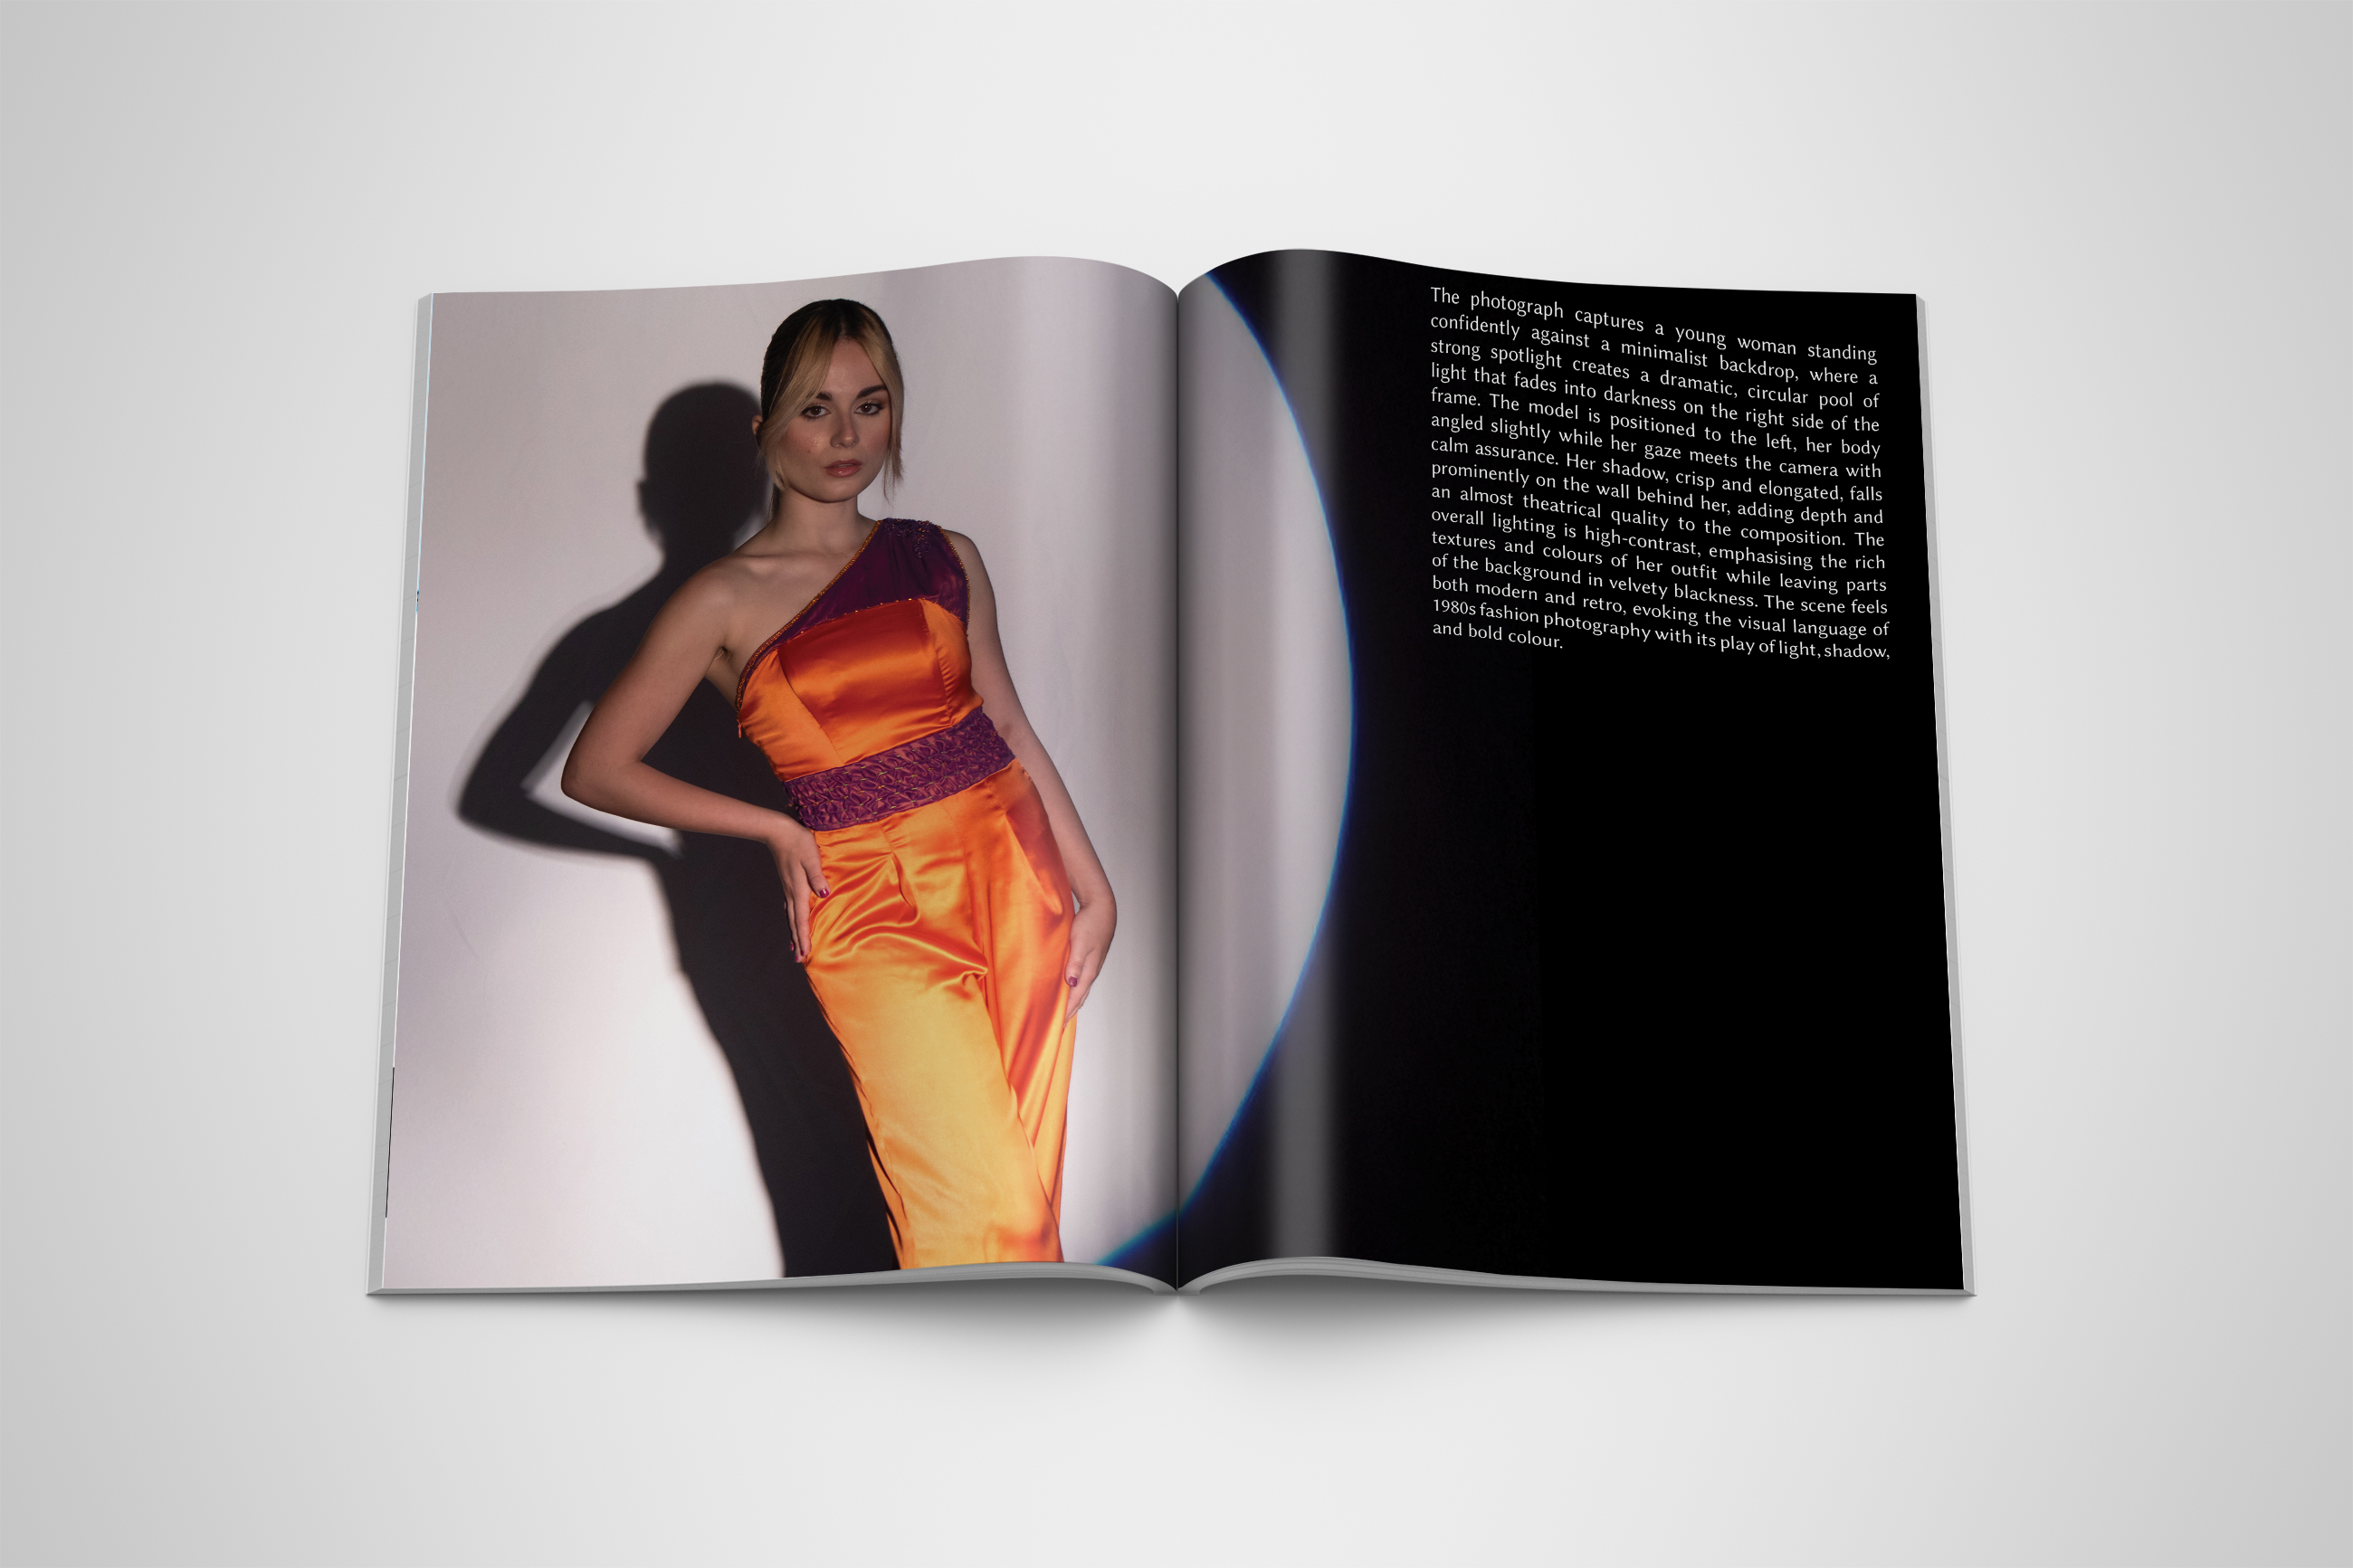 The photograph captures a young woman standing
confidently against a minimalist backdrop, where a
strong spotlight creates a dramatic, circular pool of
light that fades into darkness on the right side of the
frame. The model is positioned to the left, her body
angled slightly while her gaze meets the camera with
calm assurance. Her shadow, crisp and elongated, falls
prominently on the wall behind her, adding depth and
an almost theatrical quality to the composition. The
overall lighting is high-contrast, emphasising the rich
textures and colours of her outfit while leaving parts
of the background in velvety blackness. The scene feels
both modern and retro, evoking the visual language of
1980s fashion photography with its play of light, shadow,
and bold colour.